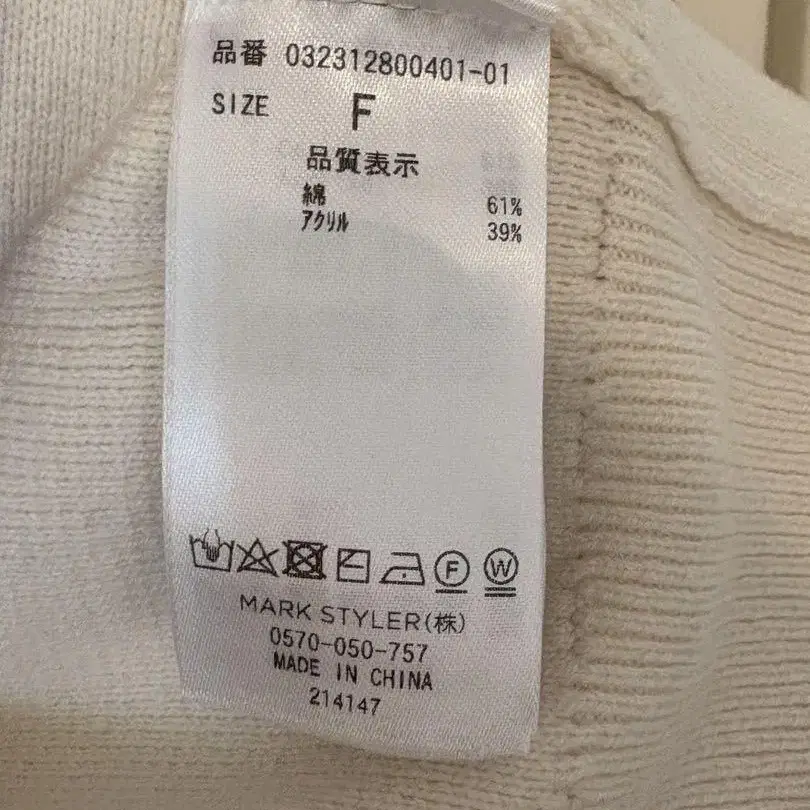 品番 032312800401-01
SIZE F
品質表示
綿 61%
アクリル 39%
F W
MARK STYLER(株)
0570-050-757
MADE IN CHINA
214147